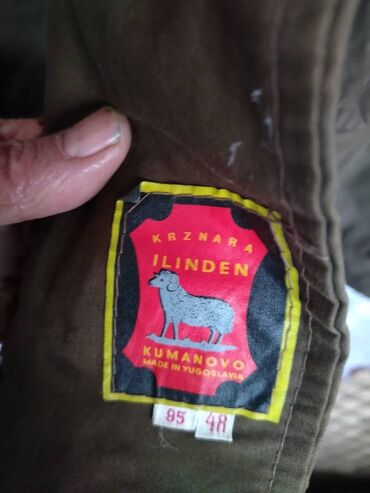 KRZNARA
ILINDEN
KUMANOVO
MADE IN YUGOSLAVIA
95 48